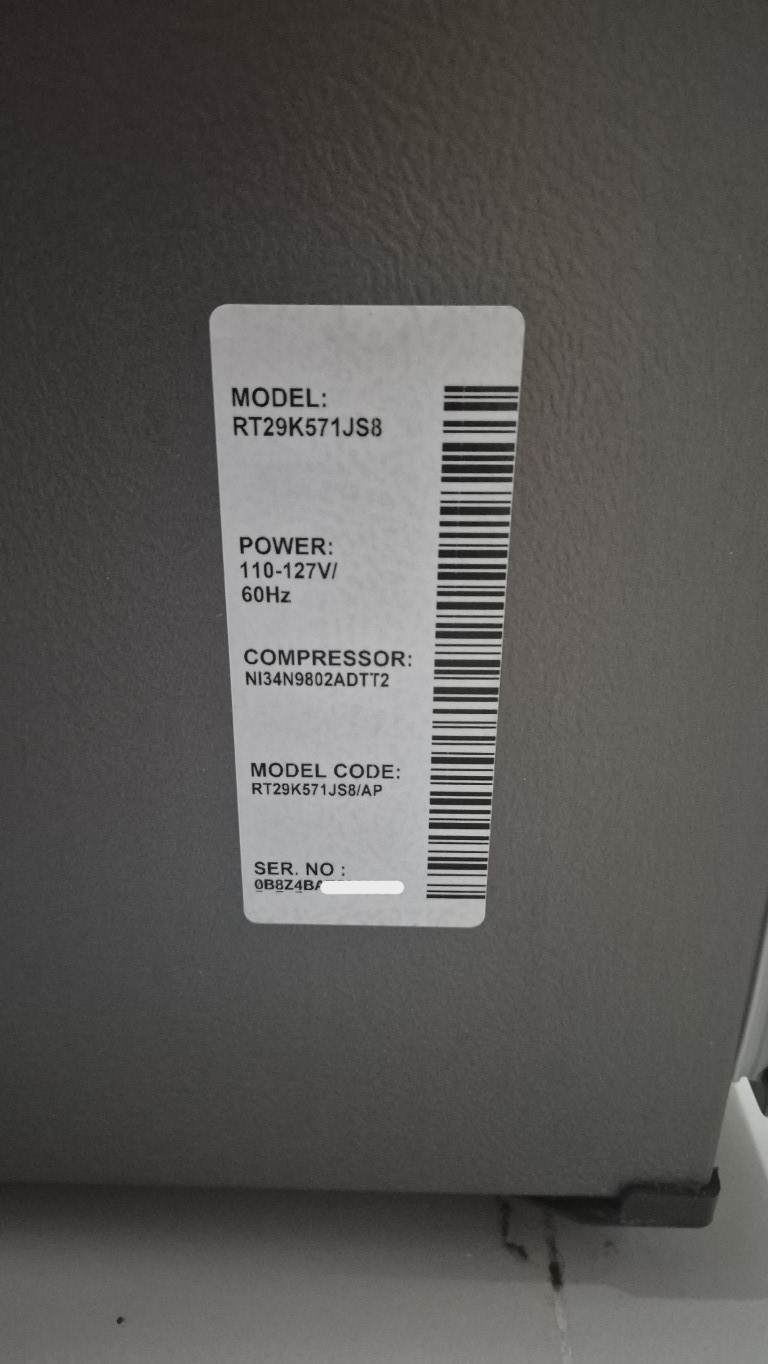 MODEL:
RT29K571JS8
POWER:
110-127V/
60Hz
COMPRESSOR:
NI34N9802ADTT2
MODEL CODE:
RT29K571JS8/AP
SER. NO :
0B8Z4BA